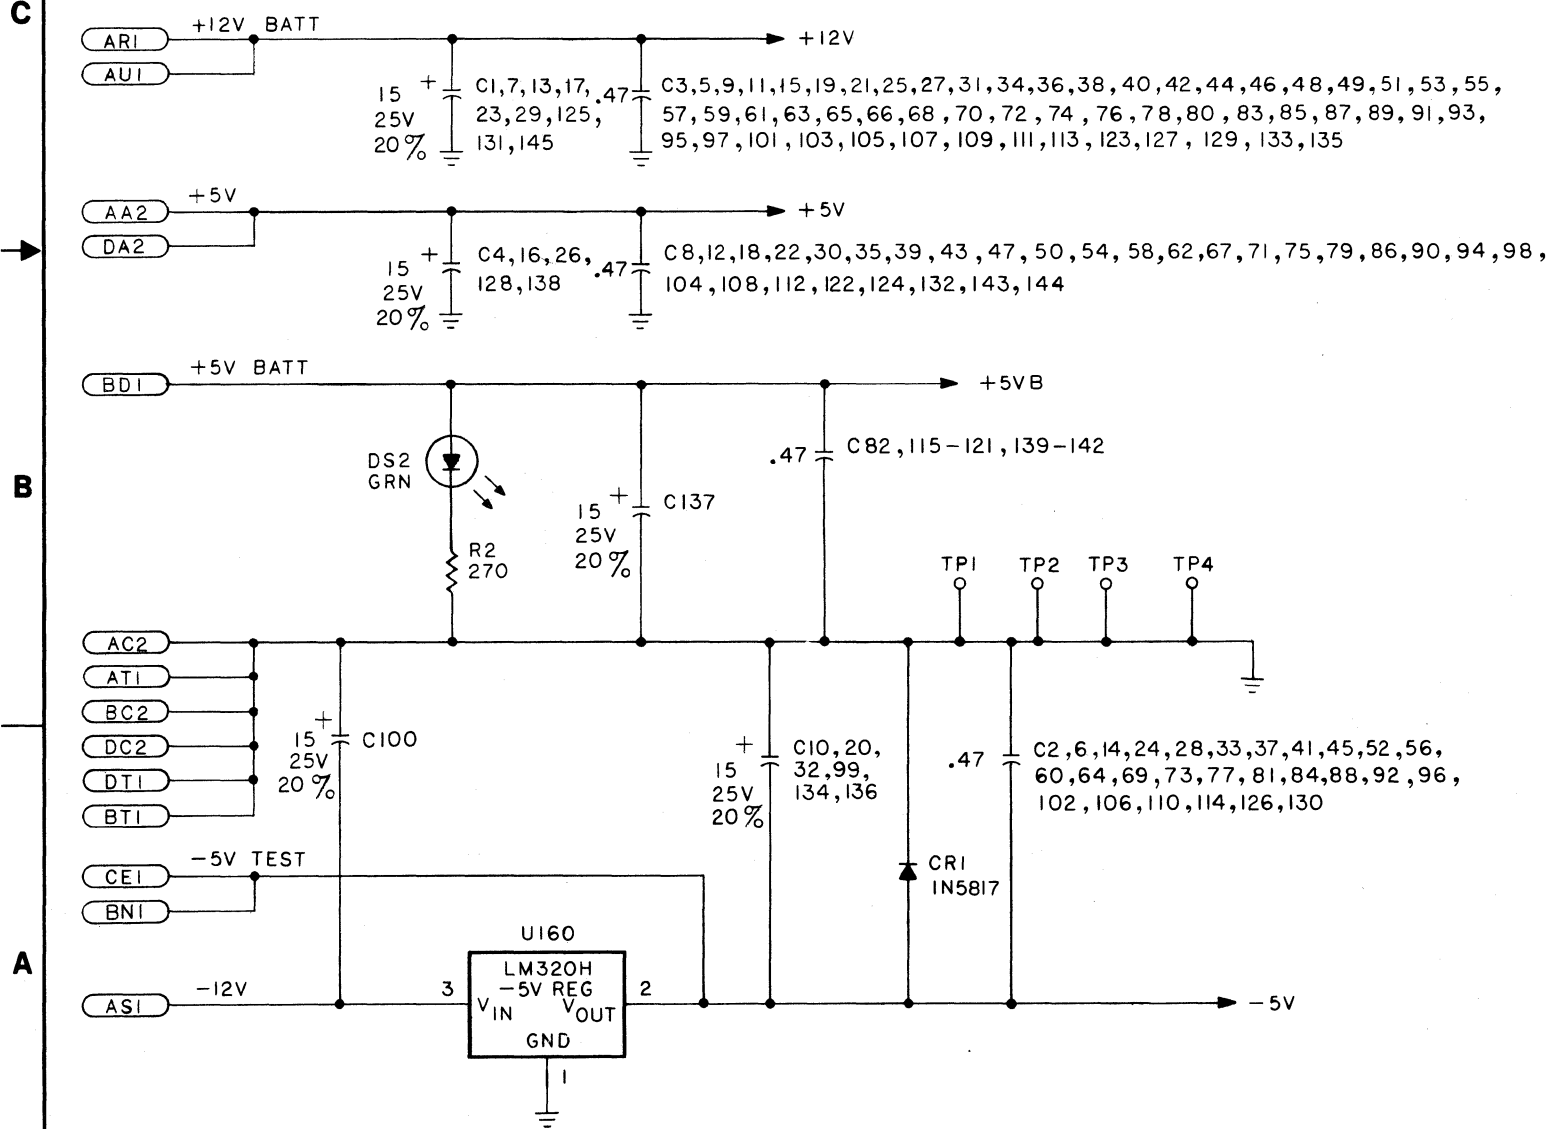 C
AR1
+12V BATT
+12V
AU1
15
25V
20%
+
C1,7,13,17,
23,29,125,
131,145
.47
C3,5,9,11,15,19,21,25,27,31,34,36,38,40,42,44,46,48,49,51,53,55,
57,59,61,63,65,66,68,70,72,74,76,78,80,83,85,87,89,91,93,
95,97,101,103,105,107,109,111,113,123,127,129,133,135
AA2
+5V
+5V
DA2
15
25V
20%
+
C4,16,26,
128,138
.47
C8,12,18,22,30,35,39,43,47,50,54,58,62,67,71,75,79,86,90,94,98,
104,108,112,122,124,132,143,144
BD1
+5V BATT
+5VB
B
DS2
GRN
R2
270
15
25V
20%
+
C137
.47
C82,115-121,139-142
TP1
TP2
TP3
TP4
AC2
AT1
BC2
DC2
DT1
BT1
15
25V
20%
+
C100
+
15
25V
20%
C10,20,
32,99,
134,136
.47
C2,6,14,24,28,33,37,41,45,52,56,
60,64,69,73,77,81,84,88,92,96,
102,106,110,114,126,130
CE1
-5V TEST
BN1
CR1
1N5817
A
U160
LM320H
-5V REG
VIN
VOUT
GND
AS1
-12V
3
2
1
-5V